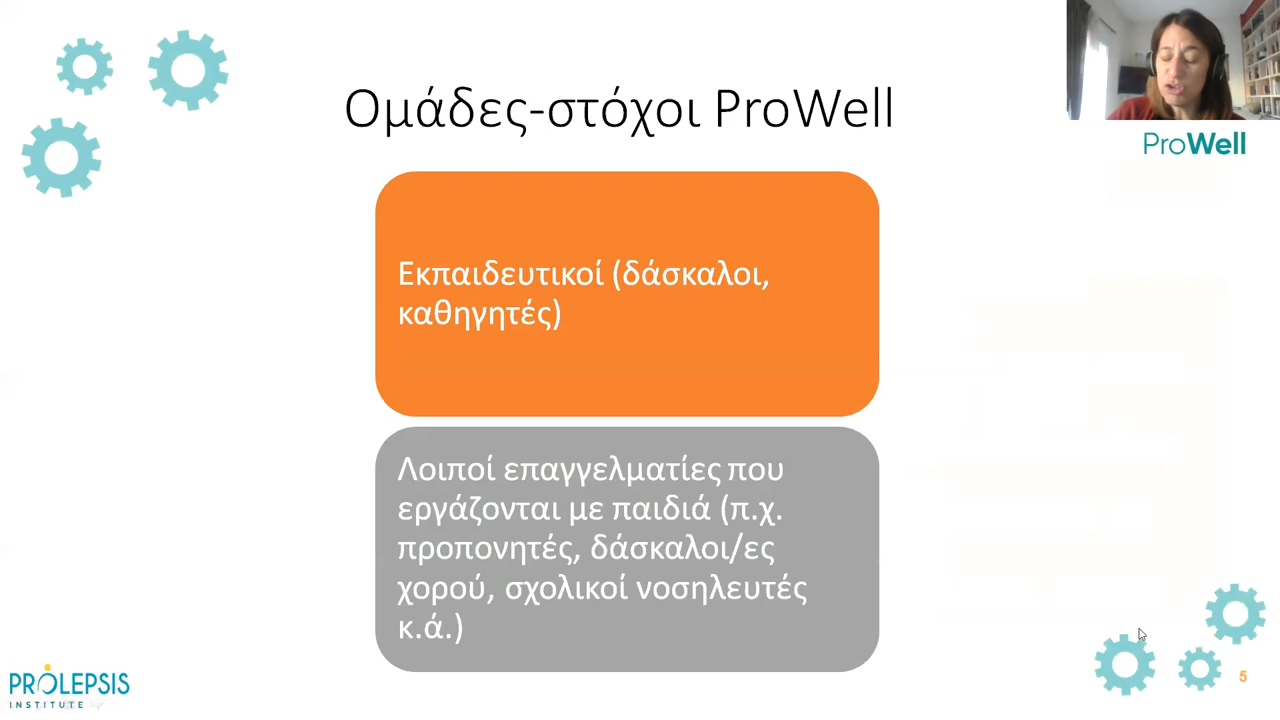 Ομάδες-στόχοι ProWell
ProWell
Εκπαιδευτικοί (δάσκαλοι,
καθηγητές)
Λοιποί επαγγελματίες που
εργάζονται με παιδιά (π.χ.
προπονητές, δάσκαλοι/ες
χορού, σχολικοί νοσηλευτές
κ.ά.)
PROLEPSIS
INSTITUTE
5